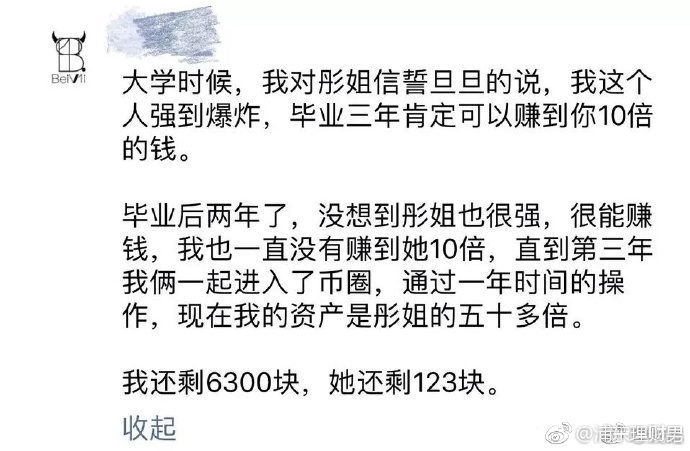 BelVli
大学时候，我对彤姐信誓旦旦的说，我这个
人强到爆炸，毕业三年肯定可以赚到你10倍
的钱。
毕业后两年了，没想到彤姐也很强，很能赚
钱，我也一直没有赚到她10倍，直到第三年
我俩一起进入了币圈，通过一年时间的操
作，现在我的资产是彤姐的五十多倍。
我还剩6300块，她还剩123块。
收起
理财男